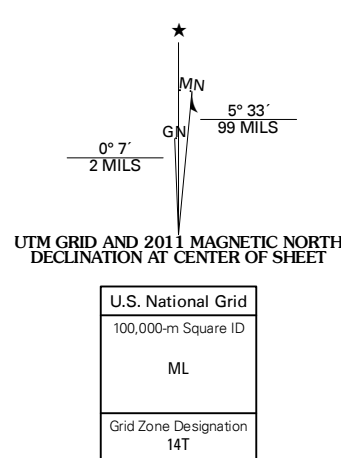 ★
MN
5° 33´
99 MILS
GN
0° 7´
2 MILS
UTM GRID AND 2011 MAGNETIC NORTH
DECLINATION AT CENTER OF SHEET
U.S. National Grid
100,000-m Square ID
ML
Grid Zone Designation
14T